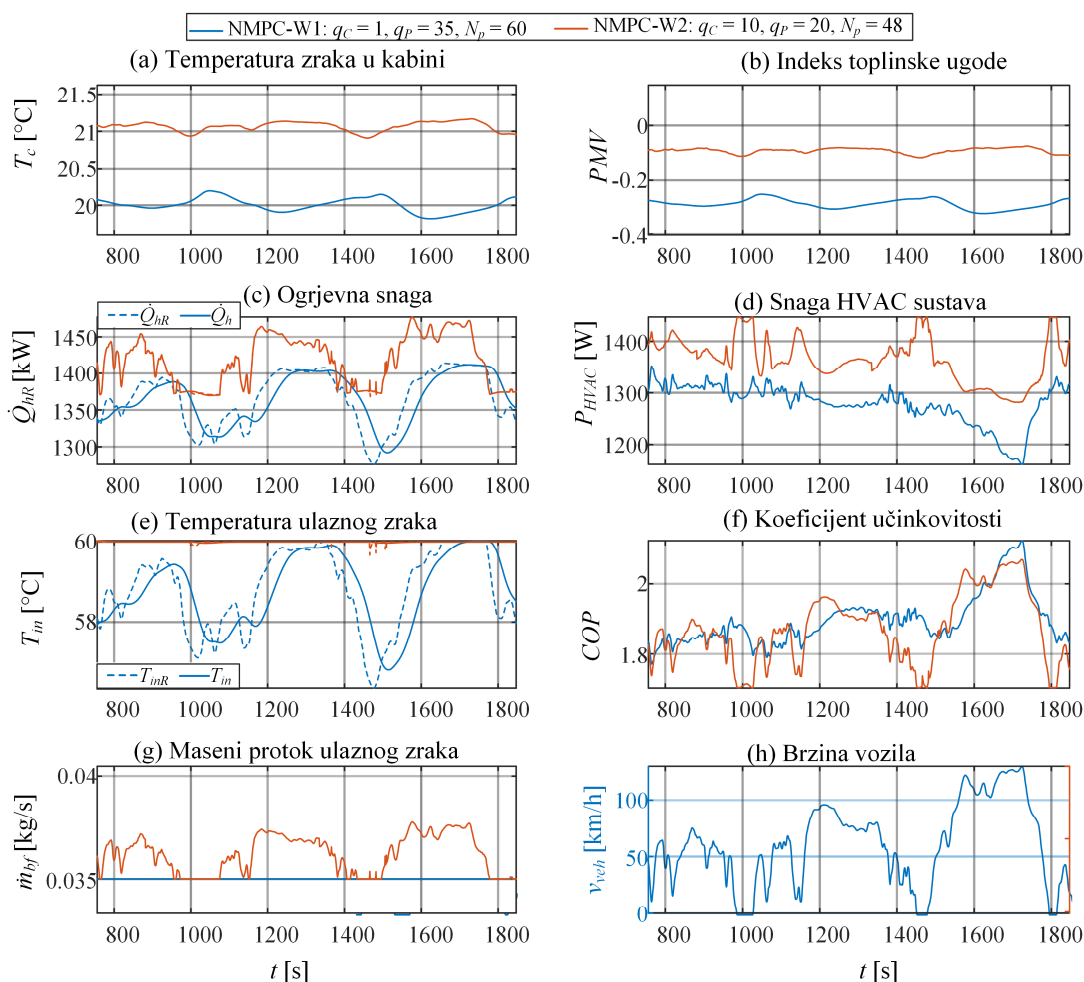 NMPC-W1: q_C = 1, q_P = 35, N_p = 60 NMPC-W2: q_C = 10, q_P = 20, N_p = 48
(a) Temperatura zraka u kabini
21.5
21
20.5
20
T_c [°C]
800 1000 1200 1400 1600 1800
(b) Indeks toplinske ugode
0
-0.2
-0.4
PMV
800 1000 1200 1400 1600 1800
(c) Ogrjevna snaga
Q̇_hR Q̇_h
1450
1400
1350
1300
Q̇_hR [kW]
800 1000 1200 1400 1600 1800
(d) Snaga HVAC sustava
1400
1300
1200
P_HVAC [W]
800 1000 1200 1400 1600 1800
(e) Temperatura ulaznog zraka
60
58
T_in [°C]
T_inR T_in
800 1000 1200 1400 1600 1800
(f) Koeficijent učinkovitosti
2
1.8
COP
800 1000 1200 1400 1600 1800
(g) Maseni protok ulaznog zraka
0.04
0.035
ṁ_bf [kg/s]
800 1000 1200 1400 1600 1800
t [s]
(h) Brzina vozila
100
50
0
v_veh [km/h]
800 1000 1200 1400 1600 1800
t [s]